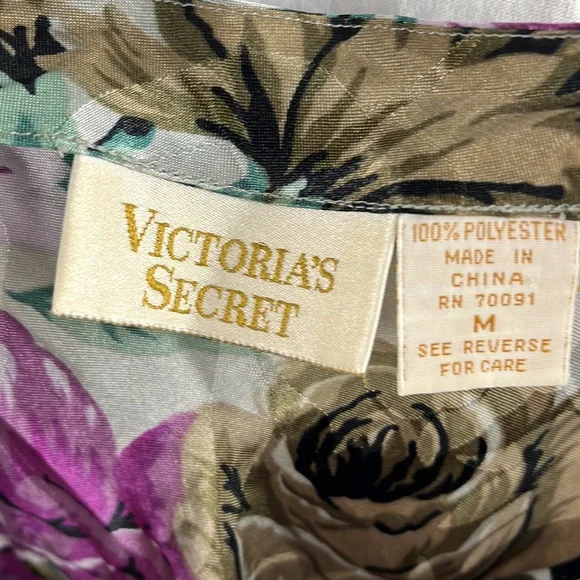 VICTORIA'S
SECRET
100% POLYESTER
MADE IN
CHINA
RN 70091
M
SEE REVERSE
FOR CARE